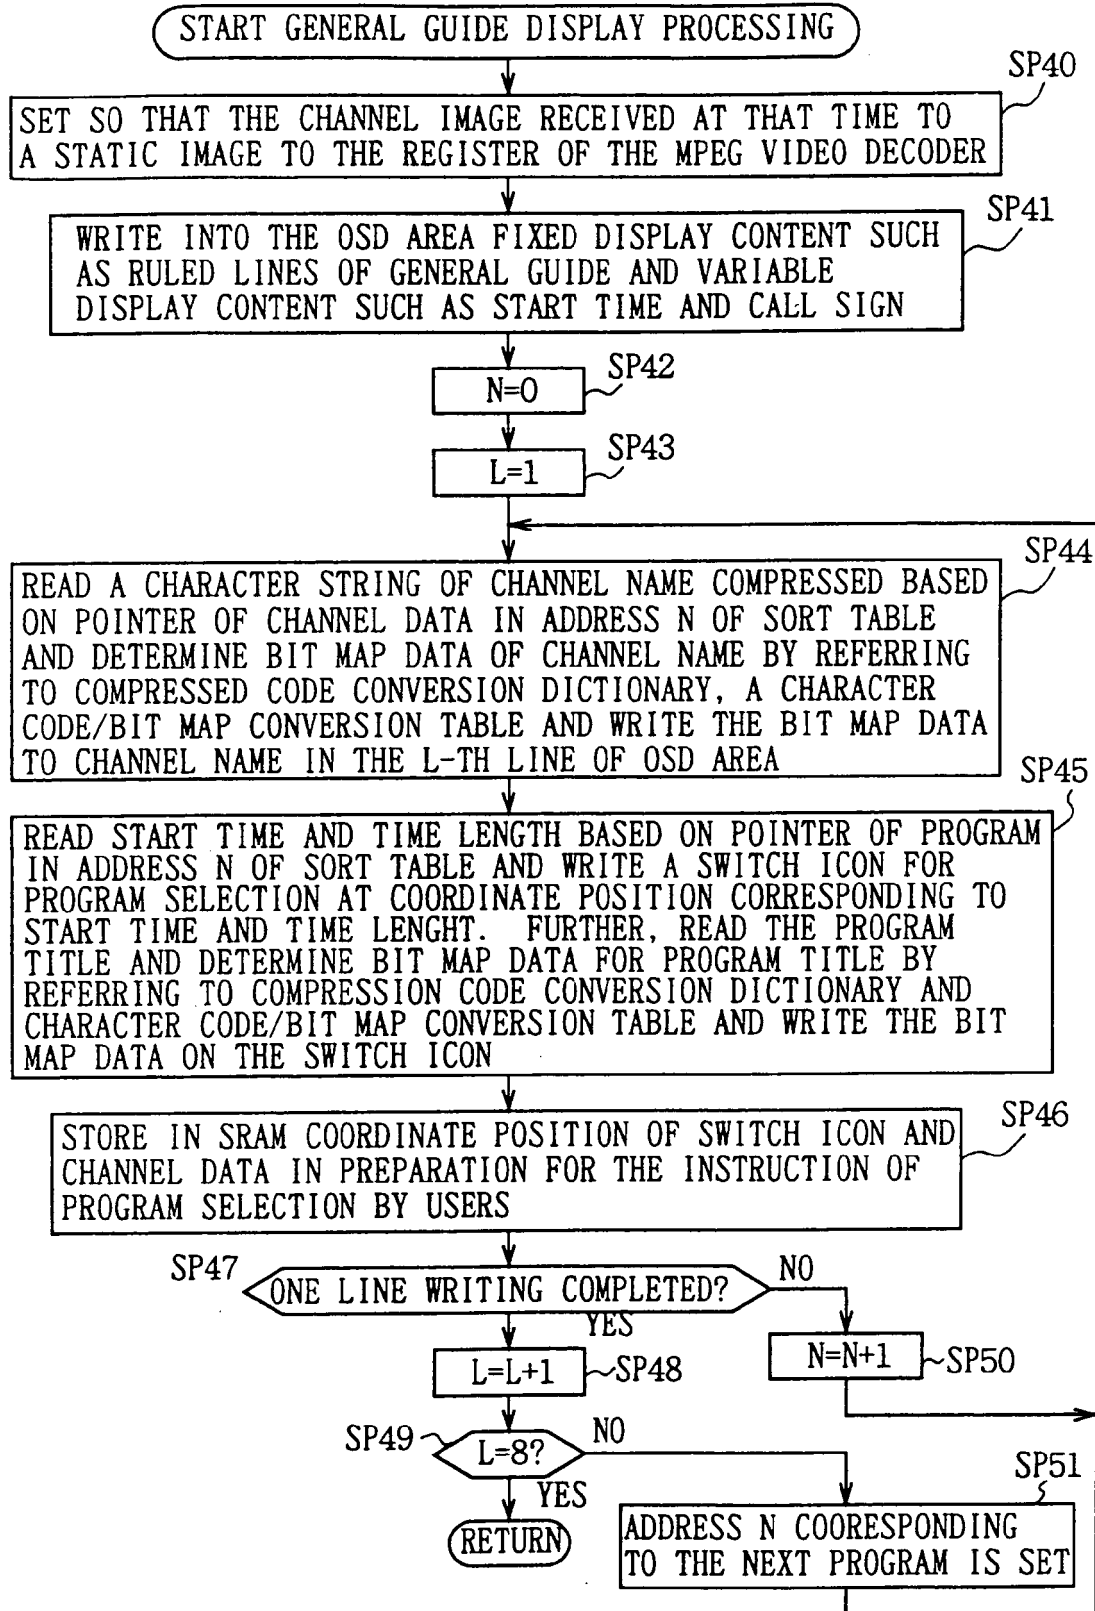 START GENERAL GUIDE DISPLAY PROCESSING
SP40
SET SO THAT THE CHANNEL IMAGE RECEIVED AT THAT TIME TO
A STATIC IMAGE TO THE REGISTER OF THE MPEG VIDEO DECODER
SP41
WRITE INTO THE OSD AREA FIXED DISPLAY CONTENT SUCH
AS RULED LINES OF GENERAL GUIDE AND VARIABLE
DISPLAY CONTENT SUCH AS START TIME AND CALL SIGN
SP42
N=0
SP43
L=1
SP44
READ A CHARACTER STRING OF CHANNEL NAME COMPRESSED BASED
ON POINTER OF CHANNEL DATA IN ADDRESS N OF SORT TABLE
AND DETERMINE BIT MAP DATA OF CHANNEL NAME BY REFERRING
TO COMPRESSED CODE CONVERSION DICTIONARY, A CHARACTER
CODE/BIT MAP CONVERSION TABLE AND WRITE THE BIT MAP DATA
TO CHANNEL NAME IN THE L-TH LINE OF OSD AREA
SP45
READ START TIME AND TIME LENGTH BASED ON POINTER OF PROGRAM
IN ADDRESS N OF SORT TABLE AND WRITE A SWITCH ICON FOR
PROGRAM SELECTION AT COORDINATE POSITION CORRESPONDING TO
START TIME AND TIME LENGHT. FURTHER, READ THE PROGRAM
TITLE AND DETERMINE BIT MAP DATA FOR PROGRAM TITLE BY
REFERRING TO COMPRESSION CODE CONVERSION DICTIONARY AND
CHARACTER CODE/BIT MAP CONVERSION TABLE AND WRITE THE BIT
MAP DATA ON THE SWITCH ICON
SP46
STORE IN SRAM COORDINATE POSITION OF SWITCH ICON AND
CHANNEL DATA IN PREPARATION FOR THE INSTRUCTION OF
PROGRAM SELECTION BY USERS
SP47
ONE LINE WRITING COMPLETED?
NO
YES
L=L+1
SP48
N=N+1
SP50
SP49
L=8?
NO
YES
RETURN
SP51
ADDRESS N COORESPONDING
TO THE NEXT PROGRAM IS SET